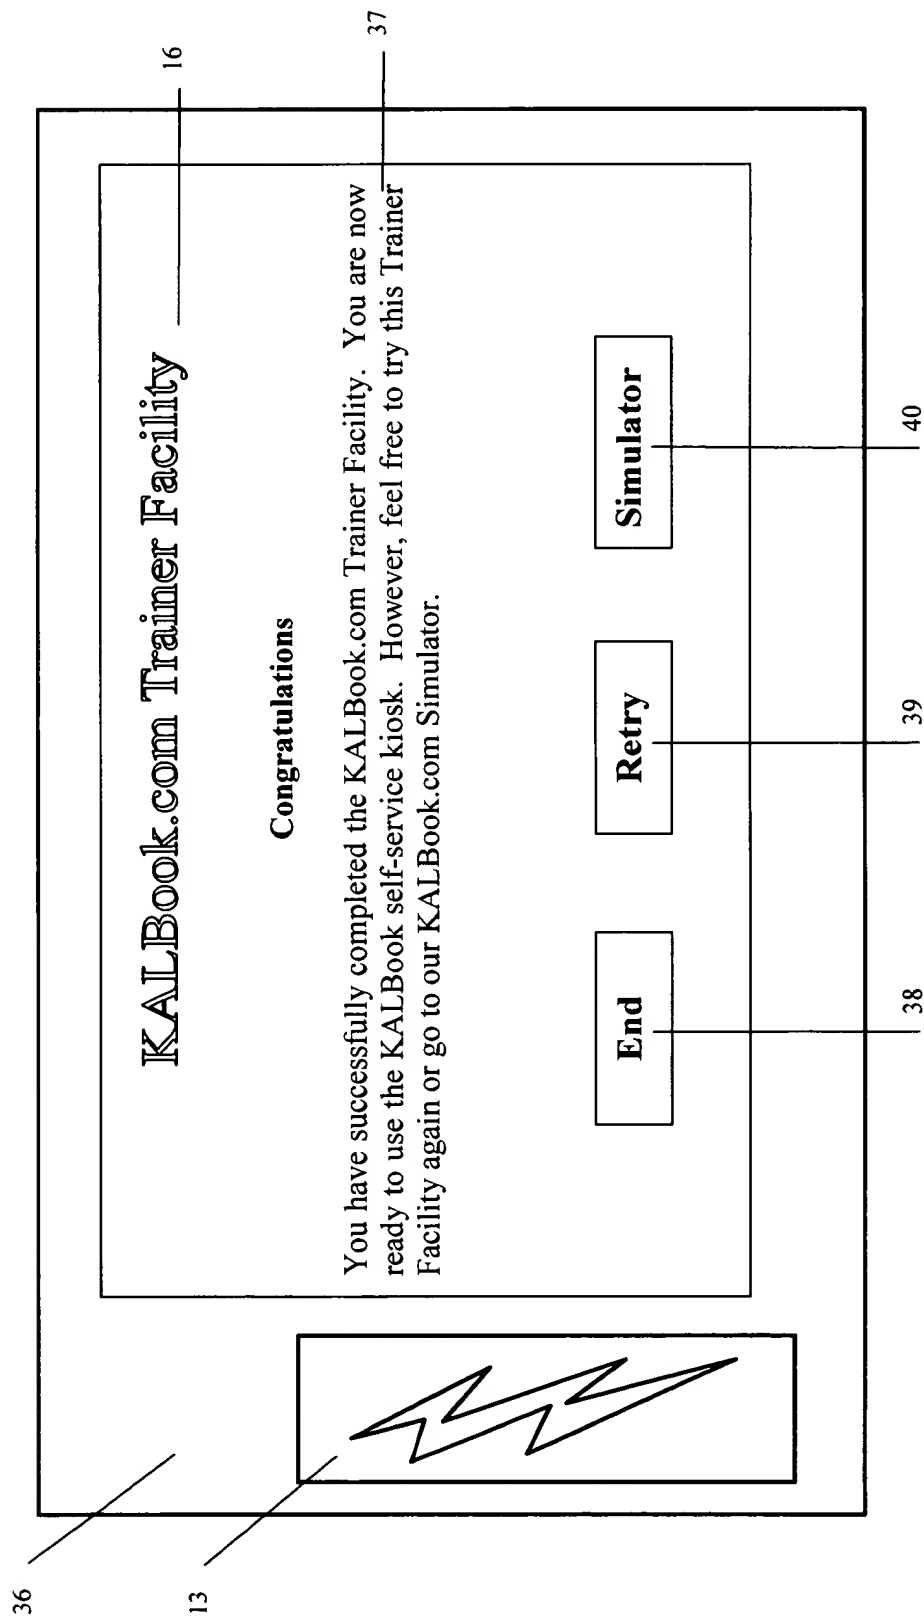 36
13
KALBook.com Trainer Facility
16
Congratulations
You have successfully completed the KALBook.com Trainer Facility. You are now
ready to use the KALBook self-service kiosk. However, feel free to try this Trainer
Facility again or go to our KALBook.com Simulator.
37
End
Retry
Simulator
38
39
40